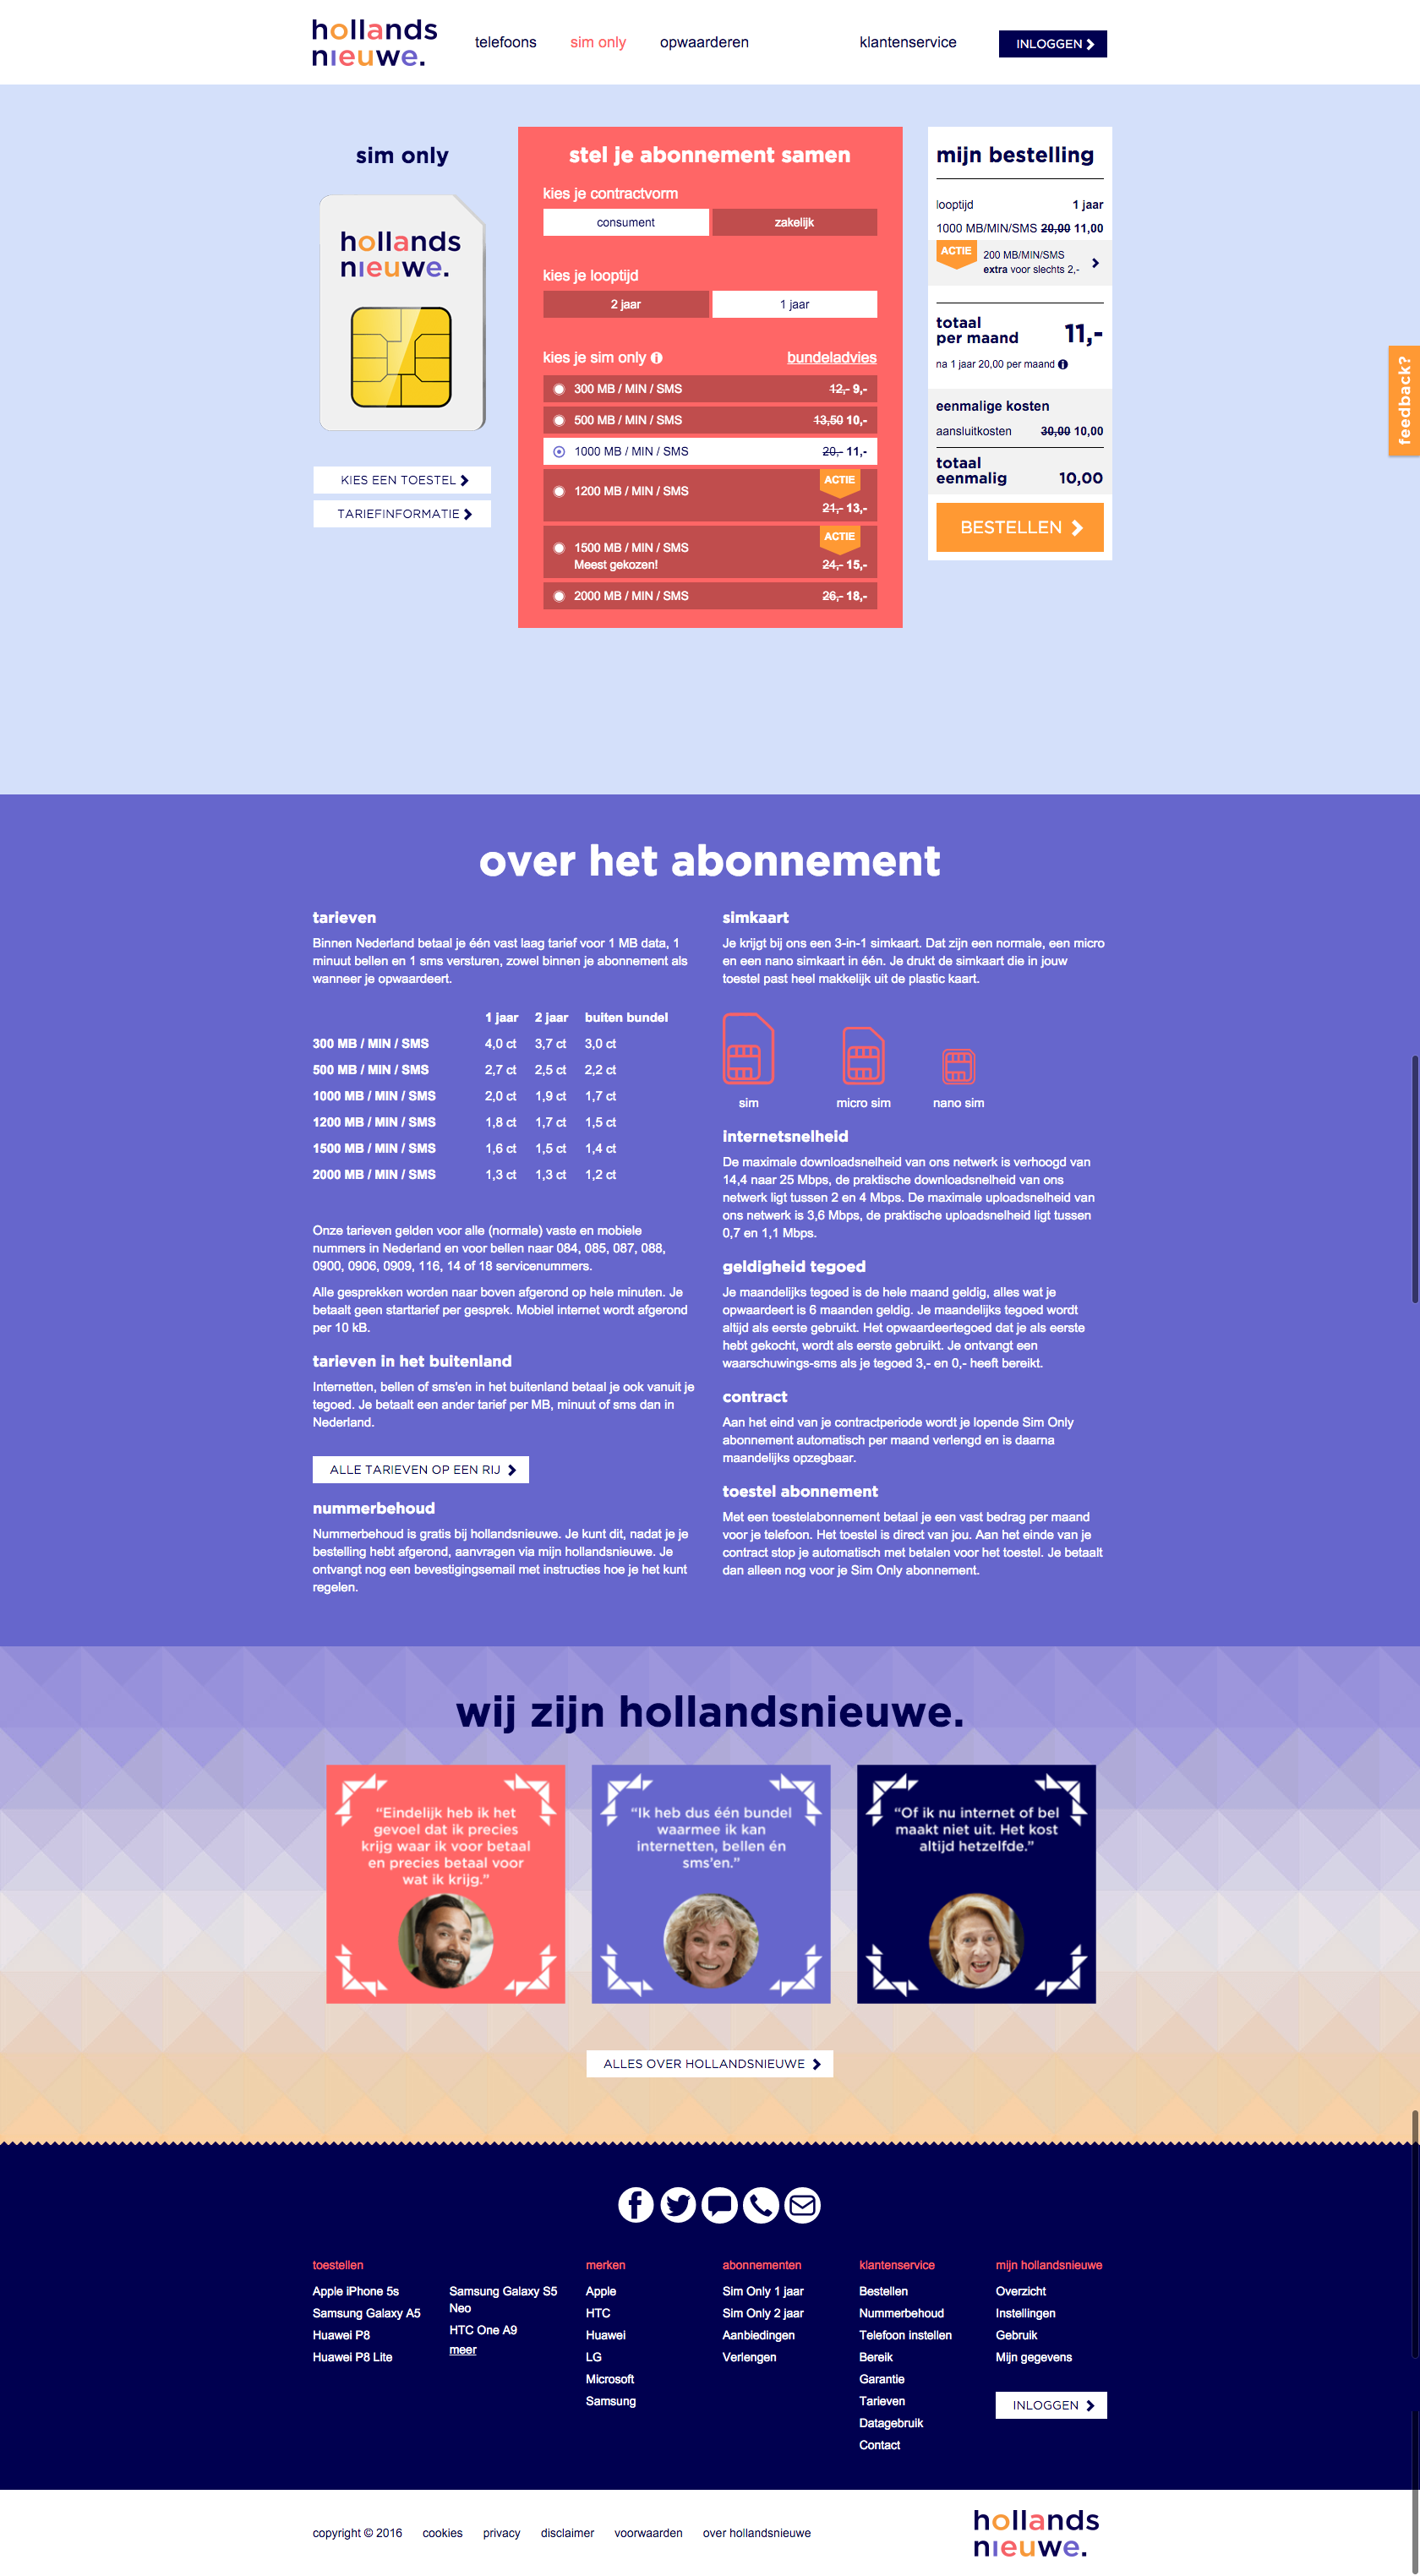 hollands
nieuwe.
telefoons
sim only
opwaarderen
klantenservice
INLOGGEN
sim only
hollands
nieuwe.
KIES EEN TOESTEL
TARIEFINFORMATIE
stel je abonnement samen
kies je contractvorm
consument
zakelijk
kies je looptijd
2 jaar
1 jaar
kies je sim only
bundeladvies
300 MB / MIN / SMS 12,- 9,-
500 MB / MIN / SMS 13,50 10,-
1000 MB / MIN / SMS 20,- 11,-
ACTIE
1200 MB / MIN / SMS
21,- 13,-
ACTIE
1500 MB / MIN / SMS
Meest gekozen! 24,- 15,-
2000 MB / MIN / SMS 26,- 18,-
mijn bestelling
looptijd 1 jaar
1000 MB/MIN/SMS 20,00 11,00
ACTIE
200 MB/MIN/SMS
extra voor slechts 2,-
totaal
per maand 11,-
na 1 jaar 20,00 per maand
eenmalige kosten
aansluitkosten 30,00 10,00
totaal
eenmalig 10,00
BESTELLEN
feedback?
over het abonnement
tarieven
Binnen Nederland betaal je één vast laag tarief voor 1 MB data, 1
minuut bellen en 1 sms versturen, zowel binnen je abonnement als
wanneer je opwaardeert.
1 jaar 2 jaar buiten bundel
300 MB / MIN / SMS 4,0 ct 3,7 ct 3,0 ct
500 MB / MIN / SMS 2,7 ct 2,5 ct 2,2 ct
1000 MB / MIN / SMS 2,0 ct 1,9 ct 1,7 ct
1200 MB / MIN / SMS 1,8 ct 1,7 ct 1,5 ct
1500 MB / MIN / SMS 1,6 ct 1,5 ct 1,4 ct
2000 MB / MIN / SMS 1,3 ct 1,3 ct 1,2 ct
Onze tarieven gelden voor alle (normale) vaste en mobiele
nummers in Nederland en voor bellen naar 084, 085, 087, 088,
0900, 0906, 0909, 116, 14 of 18 servicenummers.
Alle gesprekken worden naar boven afgerond op hele minuten. Je
betaalt geen starttarief per gesprek. Mobiel internet wordt afgerond
per 10 kB.
tarieven in het buitenland
Internetten, bellen of sms'en in het buitenland betaal je ook vanuit je
tegoed. Je betaalt een ander tarief per MB, minuut of sms dan in
Nederland.
ALLE TARIEVEN OP EEN RIJ
nummerbehoud
Nummerbehoud is gratis bij hollandsnieuwe. Je kunt dit, nadat je je
bestelling hebt afgerond, aanvragen via mijn hollandsnieuwe. Je
ontvangt nog een bevestigingsemail met instructies hoe je het kunt
regelen.
simkaart
Je krijgt bij ons een 3-in-1 simkaart. Dat zijn een normale, een micro
en een nano simkaart in één. Je drukt de simkaart die in jouw
toestel past heel makkelijk uit de plastic kaart.
sim
micro sim
nano sim
internetsnelheid
De maximale downloadsnelheid van ons netwerk is verhoogd van
14,4 naar 25 Mbps, de praktische downloadsnelheid van ons
netwerk ligt tussen 2 en 4 Mbps. De maximale uploadsnelheid van
ons netwerk is 3,6 Mbps, de praktische uploadsnelheid ligt tussen
0,7 en 1,1 Mbps.
geldigheid tegoed
Je maandelijks tegoed is de hele maand geldig, alles wat je
opwaardeert is 6 maanden geldig. Je maandelijks tegoed wordt
altijd als eerste gebruikt. Het opwaardeertegoed dat je als eerste
hebt gekocht, wordt als eerste gebruikt. Je ontvangt een
waarschuwings-sms als je tegoed 3,- en 0,- heeft bereikt.
contract
Aan het eind van je contractperiode wordt je lopende Sim Only
abonnement automatisch per maand verlengd en is daarna
maandelijks opzegbaar.
toestel abonnement
Met een toestelabonnement betaal je een vast bedrag per maand
voor je telefoon. Het toestel is direct van jou. Aan het einde van je
contract stop je automatisch met betalen voor het toestel. Je betaalt
dan alleen nog voor je Sim Only abonnement.
wij zijn hollandsnieuwe.
“Eindelijk heb ik het
gevoel dat ik precies
krijg waar ik voor betaal
en precies betaal voor
wat ik krijg.”
“Ik heb dus één bundel
waarmee ik kan
internetten, bellen én
sms’en.”
“Of ik nu internet of bel
maakt niet uit. Het kost
altijd hetzelfde.”
ALLES OVER HOLLANDSNIEUWE
toestellen
Apple iPhone 5s
Samsung Galaxy A5
Huawei P8
Huawei P8 Lite
Samsung Galaxy S5
Neo
HTC One A9
meer
merken
Apple
HTC
Huawei
LG
Microsoft
Samsung
abonnementen
Sim Only 1 jaar
Sim Only 2 jaar
Aanbiedingen
Verlengen
klantenservice
Bestellen
Nummerbehoud
Telefoon instellen
Bereik
Garantie
Tarieven
Datagebruik
Contact
mijn hollandsnieuwe
Overzicht
Instellingen
Gebruik
Mijn gegevens
INLOGGEN
copyright © 2016
cookies
privacy
disclaimer
voorwaarden
over hollandsnieuwe
hollands
nieuwe.